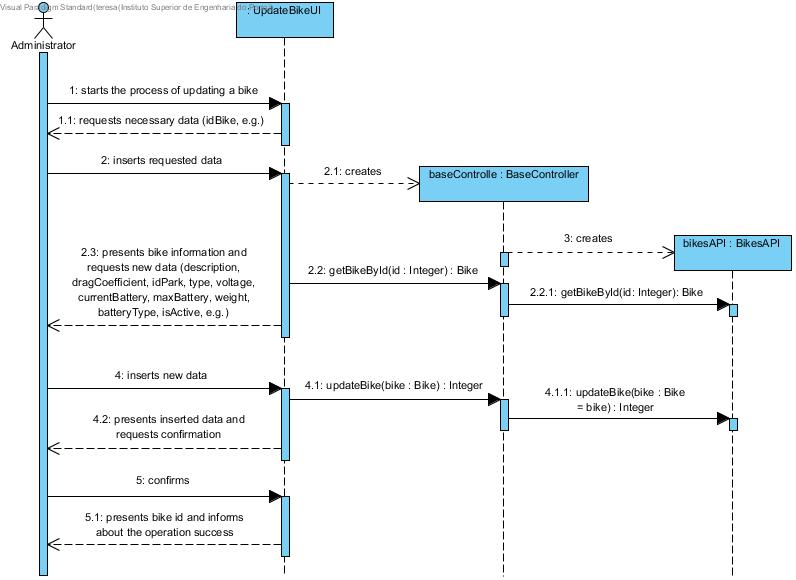 Visual Paradigm Standard(teresa(Instituto Superior de Engenharia do
: UpdateBikeUI
Administrator
1: starts the process of updating a bike
1.1: requests necessary data (idBike, e.g.)
2: inserts requested data
2.1: creates
baseControlle : BaseController
3: creates
bikesAPI : BikesAPI
2.3: presents bike information and
requests new data (description,
dragCoefficient, idPark, type, voltage,
currentBattery, maxBattery, weight,
batteryType, isActive, e.g.)
2.2: getBikeById(id : Integer) : Bike
2.2.1: getBikeById(id: Integer): Bike
4: inserts new data
4.1: updateBike(bike : Bike) : Integer
4.1.1: updateBike(bike : Bike
= bike) : Integer
4.2: presents inserted data and
requests confirmation
5: confirms
5.1: presents bike id and informs
about the operation success